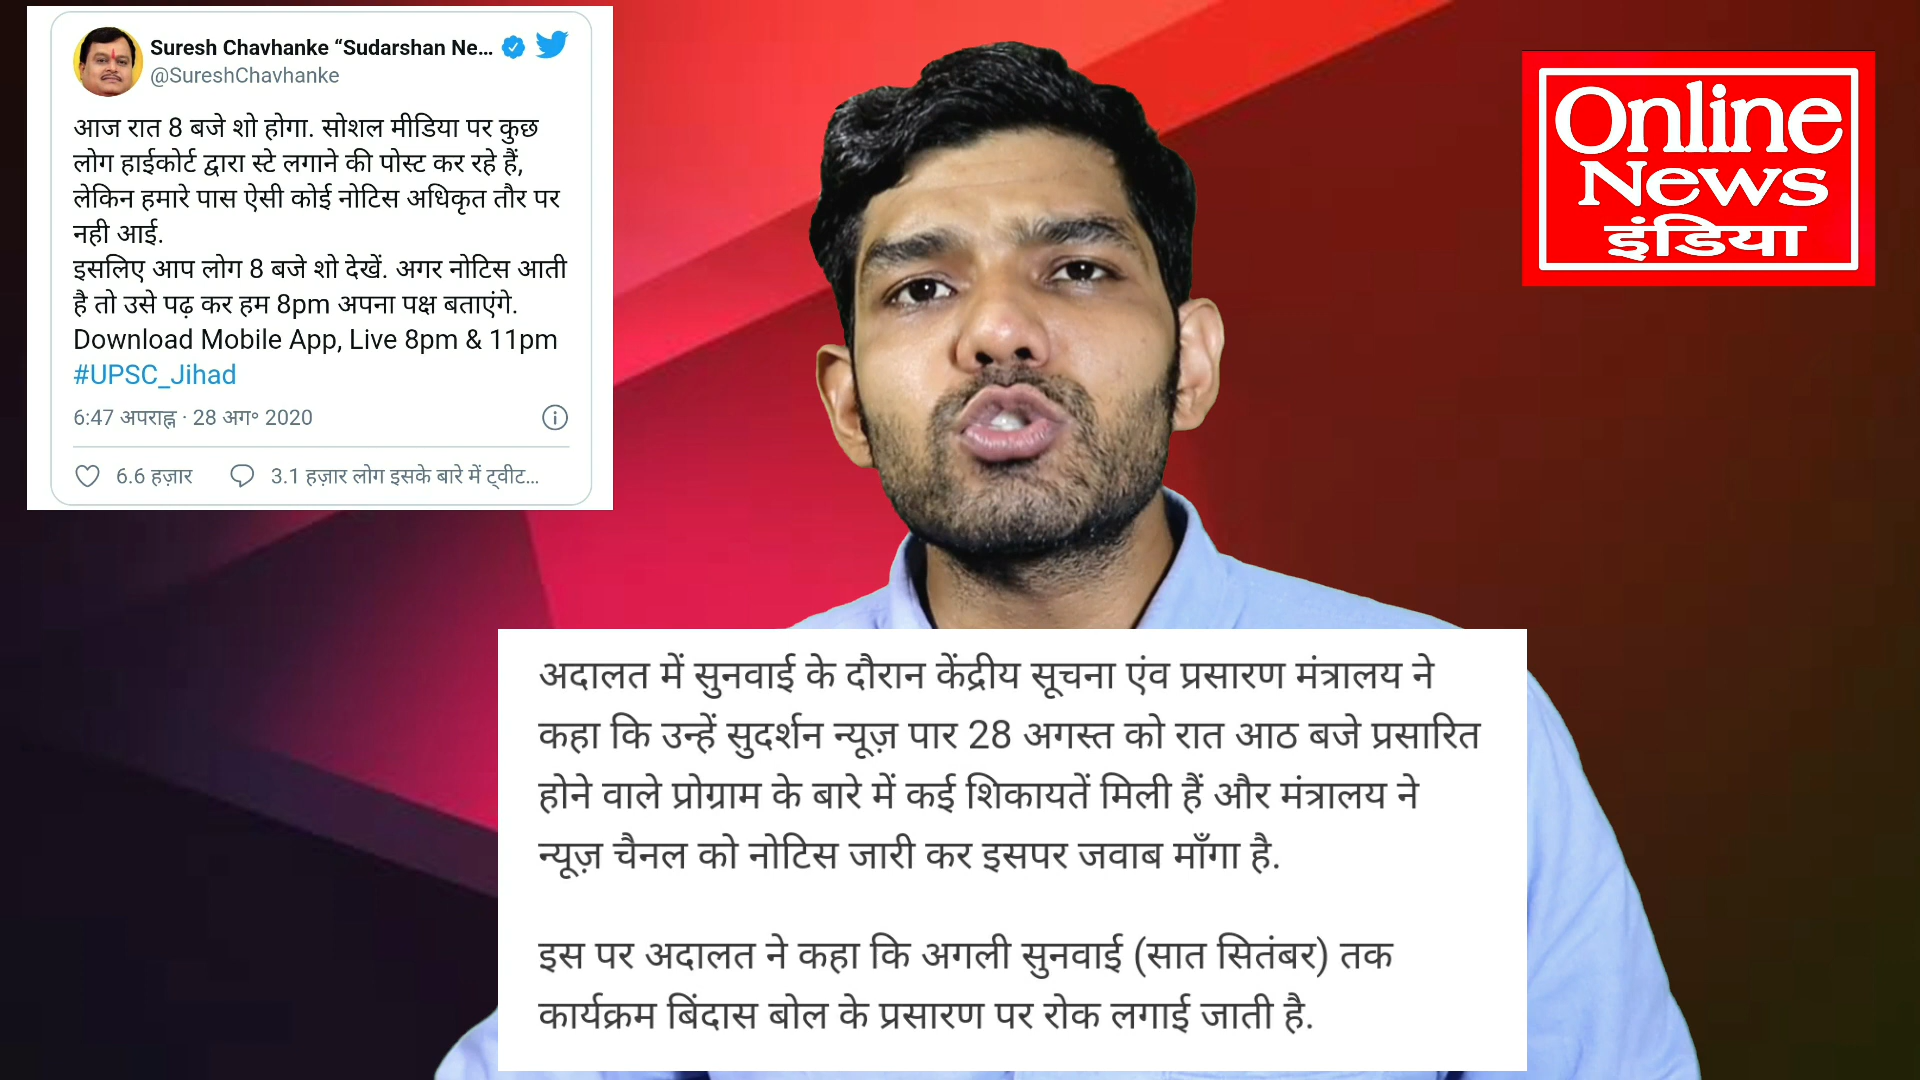 Suresh Chavhanke “Sudarshan Ne...
@SureshChavhanke
आज रात 8 बजे शो होगा. सोशल मीडिया पर कुछ
लोग हाईकोर्ट द्वारा स्टे लगाने की पोस्ट कर रहे हैं,
लेकिन हमारे पास ऐसी कोई नोटिस अधिकृत तौर पर
नही आई.
इसलिए आप लोग 8 बजे शो देखें. अगर नोटिस आती
है तो उसे पढ़ कर हम 8pm अपना पक्ष बताएंगे.
Download Mobile App, Live 8pm & 11pm
#UPSC_Jihad
6:47 अपराह्न · 28 अग॰ 2020
6.6 हज़ार 3.1 हज़ार लोग इसके बारे में ट्वीट...
Online
News
इंडिया
अदालत में सुनवाई के दौरान केंद्रीय सूचना एंव प्रसारण मंत्रालय ने
कहा कि उन्हें सुदर्शन न्यूज़ पार 28 अगस्त को रात आठ बजे प्रसारित
होने वाले प्रोग्राम के बारे में कई शिकायतें मिली हैं और मंत्रालय ने
न्यूज़ चैनल को नोटिस जारी कर इसपर जवाब माँगा है.
इस पर अदालत ने कहा कि अगली सुनवाई (सात सितंबर) तक
कार्यक्रम बिंदास बोल के प्रसारण पर रोक लगाई जाती है.